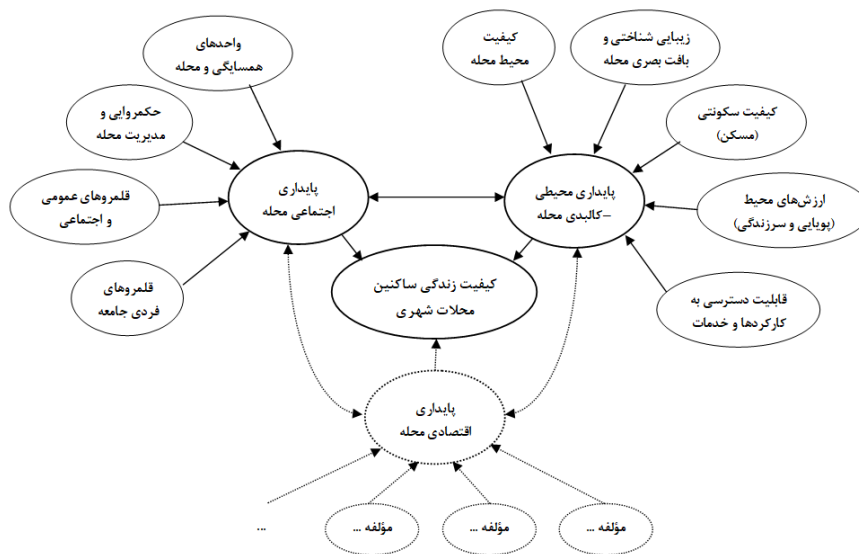 واحدهای
همسایگی و محله
کیفیت
محیط محله
زیبایی شناختی و
بافت بصری محله
حکمروایی و
مدیریت محله
کیفیت سکونتی
(مسکن)
پایداری
اجتماعی محله
پایداری محیطی
–کالبدی محله
قلمروهای عمومی
و اجتماعی
ارزش‌های محیط
(پویایی و سرزندگی)
قلمروهای
فردی جامعه
کیفیت زندگی ساکنین
محلات شهری
قابلیت دسترسی به
کارکردها و خدمات
پایداری
اقتصادی محله
مؤلفه ...
مؤلفه ...
مؤلفه ...
...